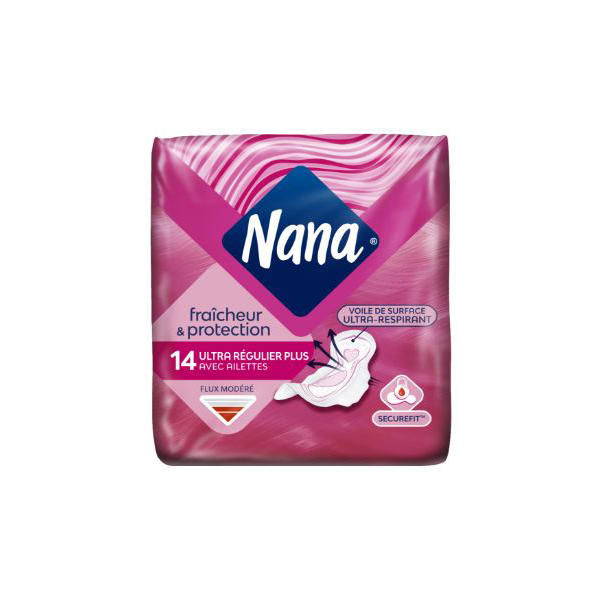 Nana®
fraîcheur
& protection
14 ULTRA RÉGULIER PLUS
AVEC AILETTES
FLUX MODÉRÉ
VOILE DE SURFACE
ULTRA-RESPIRANT
SECUREFIT™